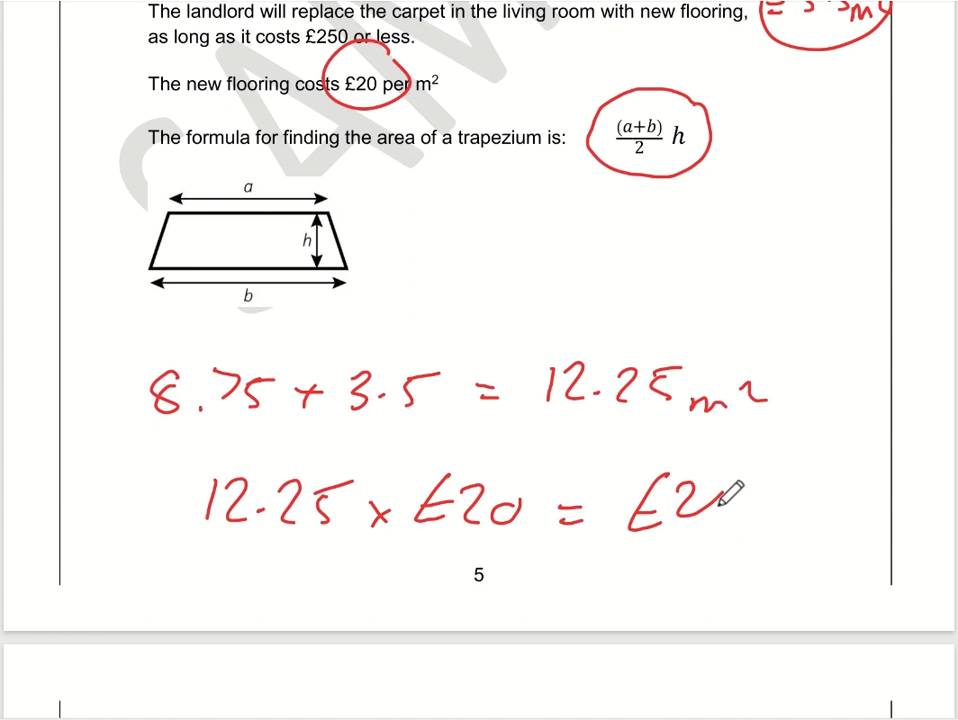 The landlord will replace the carpet in the living room with new flooring,
as long as it costs £250 or less.
The new flooring costs £20 per m²
The formula for finding the area of a trapezium is: (a+b)/2 h
a
h
b
8.75 + 3.5 = 12.25 m²
12.25 × £20 = £2
5